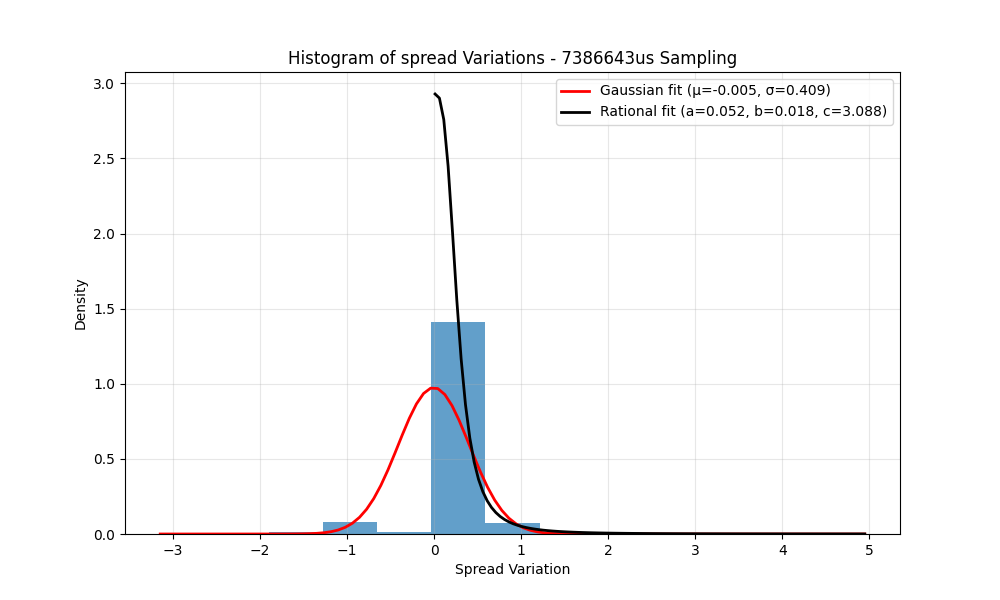 Histogram of spread Variations - 7386643us Sampling
Gaussian fit (μ=-0.005, σ=0.409)
Rational fit (a=0.052, b=0.018, c=3.088)
Density
3.0
2.5
2.0
1.5
1.0
0.5
0.0
−3 −2 −1 0 1 2 3 4 5
Spread Variation